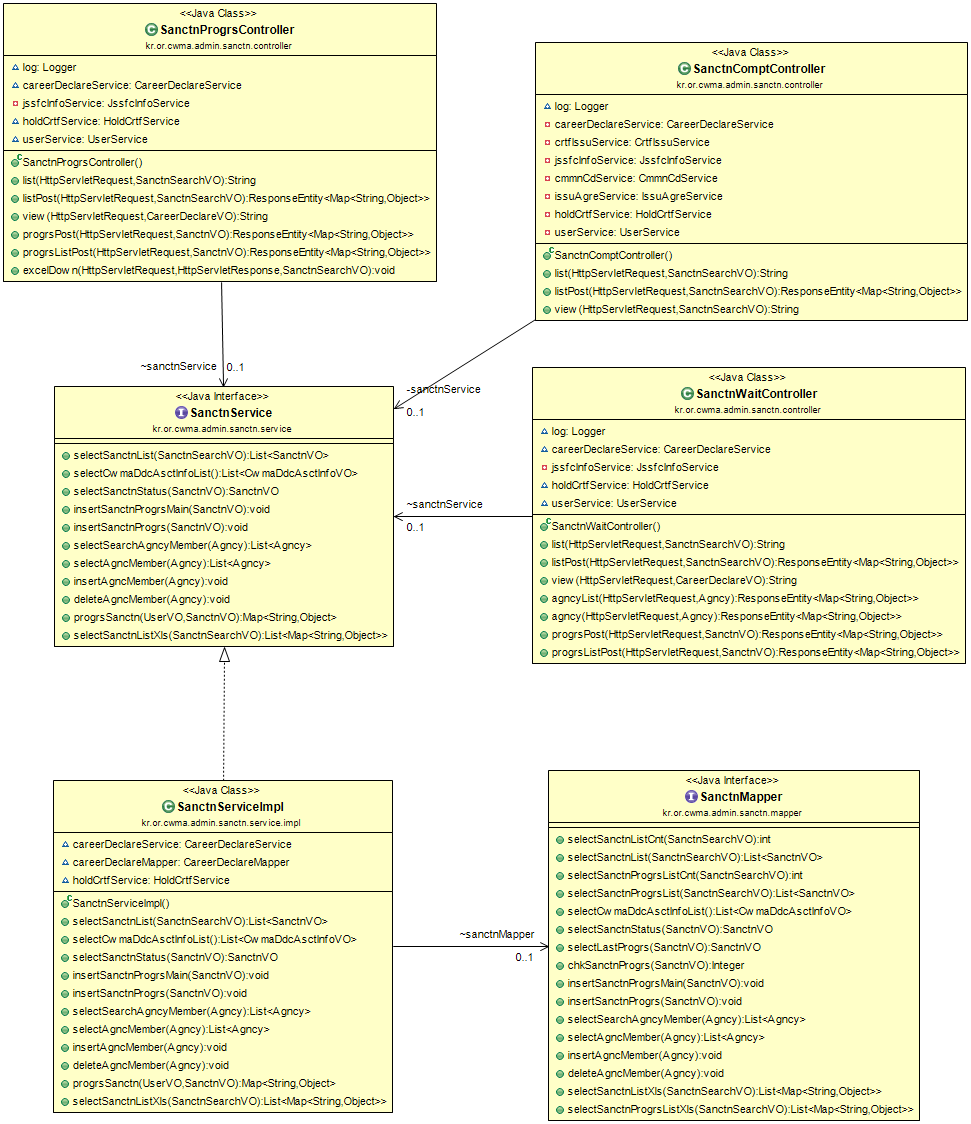 <<Java Class>>
SanctnProgrsController
kr.or.cwma.admin.sanctn.controller
log: Logger
careerDeclareService: CareerDeclareService
jssfcInfoService: JssfcInfoService
holdCrtfService: HoldCrtfService
userService: UserService
SanctnProgrsController()
list(HttpServletRequest,SanctnSearchVO):String
listPost(HttpServletRequest,SanctnSearchVO):ResponseEntity<Map<String,Object>>
view(HttpServletRequest,CareerDeclareVO):String
progrsPost(HttpServletRequest,SanctnVO):ResponseEntity<Map<String,Object>>
progrsListPost(HttpServletRequest,SanctnVO):ResponseEntity<Map<String,Object>>
excelDown(HttpServletRequest,HttpServletResponse,SanctnSearchVO):void
<<Java Class>>
SanctnComptController
kr.or.cwma.admin.sanctn.controller
log: Logger
careerDeclareService: CareerDeclareService
crtfIssuService: CrtfIssuService
jssfcInfoService: JssfcInfoService
cmmnCdService: CmmnCdService
issuAgreService: IssuAgreService
holdCrtfService: HoldCrtfService
userService: UserService
SanctnComptController()
list(HttpServletRequest,SanctnSearchVO):String
listPost(HttpServletRequest,SanctnSearchVO):ResponseEntity<Map<String,Object>>
view(HttpServletRequest,SanctnSearchVO):String
~sanctnService
0..1
-sanctnService
0..1
<<Java Interface>>
SanctnService
kr.or.cwma.admin.sanctn.service
selectSanctnList(SanctnSearchVO):List<SanctnVO>
selectCwmaDdcAsctInfoList():List<CwmaDdcAsctInfoVO>
selectSanctnStatus(SanctnVO):SanctnVO
insertSanctnProgrsMain(SanctnVO):void
insertSanctnProgrs(SanctnVO):void
selectSearchAgncyMember(Agncy):List<Agncy>
selectAgncMember(Agncy):List<Agncy>
insertAgncMember(Agncy):void
deleteAgncMember(Agncy):void
progrsSanctn(UserVO,SanctnVO):Map<String,Object>
selectSanctnListXls(SanctnSearchVO):List<Map<String,Object>>
~sanctnService
0..1
<<Java Class>>
SanctnWaitController
kr.or.cwma.admin.sanctn.controller
log: Logger
careerDeclareService: CareerDeclareService
jssfcInfoService: JssfcInfoService
holdCrtfService: HoldCrtfService
userService: UserService
SanctnWaitController()
list(HttpServletRequest,SanctnSearchVO):String
listPost(HttpServletRequest,SanctnSearchVO):ResponseEntity<Map<String,Object>>
view(HttpServletRequest,CareerDeclareVO):String
agncyList(HttpServletRequest,Agncy):ResponseEntity<Map<String,Object>>
agncy(HttpServletRequest,Agncy):ResponseEntity<Map<String,Object>>
progrsPost(HttpServletRequest,SanctnVO):ResponseEntity<Map<String,Object>>
progrsListPost(HttpServletRequest,SanctnVO):ResponseEntity<Map<String,Object>>
<<Java Class>>
SanctnServiceImpl
kr.or.cwma.admin.sanctn.service.impl
careerDeclareService: CareerDeclareService
careerDeclareMapper: CareerDeclareMapper
holdCrtfService: HoldCrtfService
SanctnServiceImpl()
selectSanctnList(SanctnSearchVO):List<SanctnVO>
selectCwmaDdcAsctInfoList():List<CwmaDdcAsctInfoVO>
selectSanctnStatus(SanctnVO):SanctnVO
insertSanctnProgrsMain(SanctnVO):void
insertSanctnProgrs(SanctnVO):void
selectSearchAgncyMember(Agncy):List<Agncy>
selectAgncMember(Agncy):List<Agncy>
insertAgncMember(Agncy):void
deleteAgncMember(Agncy):void
progrsSanctn(UserVO,SanctnVO):Map<String,Object>
selectSanctnListXls(SanctnSearchVO):List<Map<String,Object>>
~sanctnMapper
0..1
<<Java Interface>>
SanctnMapper
kr.or.cwma.admin.sanctn.mapper
selectSanctnListCnt(SanctnSearchVO):int
selectSanctnList(SanctnSearchVO):List<SanctnVO>
selectSanctnProgrsListCnt(SanctnSearchVO):int
selectSanctnProgrsList(SanctnSearchVO):List<SanctnVO>
selectCwmaDdcAsctInfoList():List<CwmaDdcAsctInfoVO>
selectSanctnStatus(SanctnVO):SanctnVO
selectLastProgrs(SanctnVO):SanctnVO
chkSanctnProgrs(SanctnVO):Integer
insertSanctnProgrsMain(SanctnVO):void
insertSanctnProgrs(SanctnVO):void
selectSearchAgncyMember(Agncy):List<Agncy>
selectAgncMember(Agncy):List<Agncy>
insertAgncMember(Agncy):void
deleteAgncMember(Agncy):void
selectSanctnListXls(SanctnSearchVO):List<Map<String,Object>>
selectSanctnProgrsListXls(SanctnSearchVO):List<Map<String,Object>>